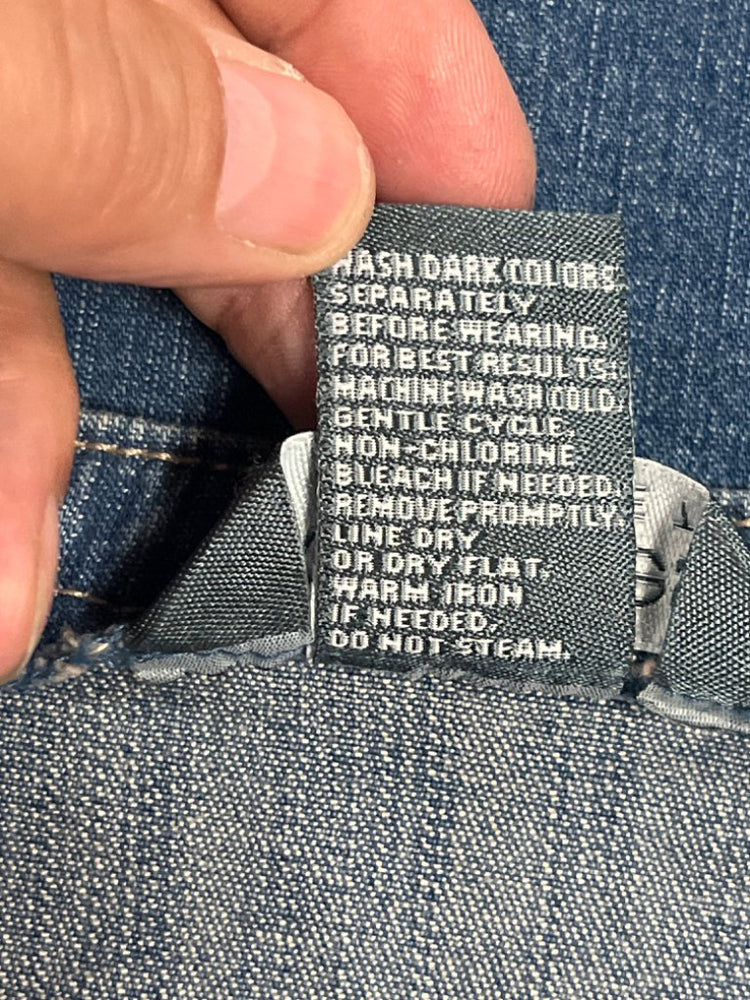 WASH DARK COLORS
SEPARATELY
BEFORE WEARING.
FOR BEST RESULTS:
MACHINE WASH COLD.
GENTLE CYCLE.
NON-CHLORINE
BLEACH IF NEEDED.
REMOVE PROMPTLY.
LINE DRY
OR DRY FLAT.
WARM IRON
IF NEEDED.
DO NOT STEAM.